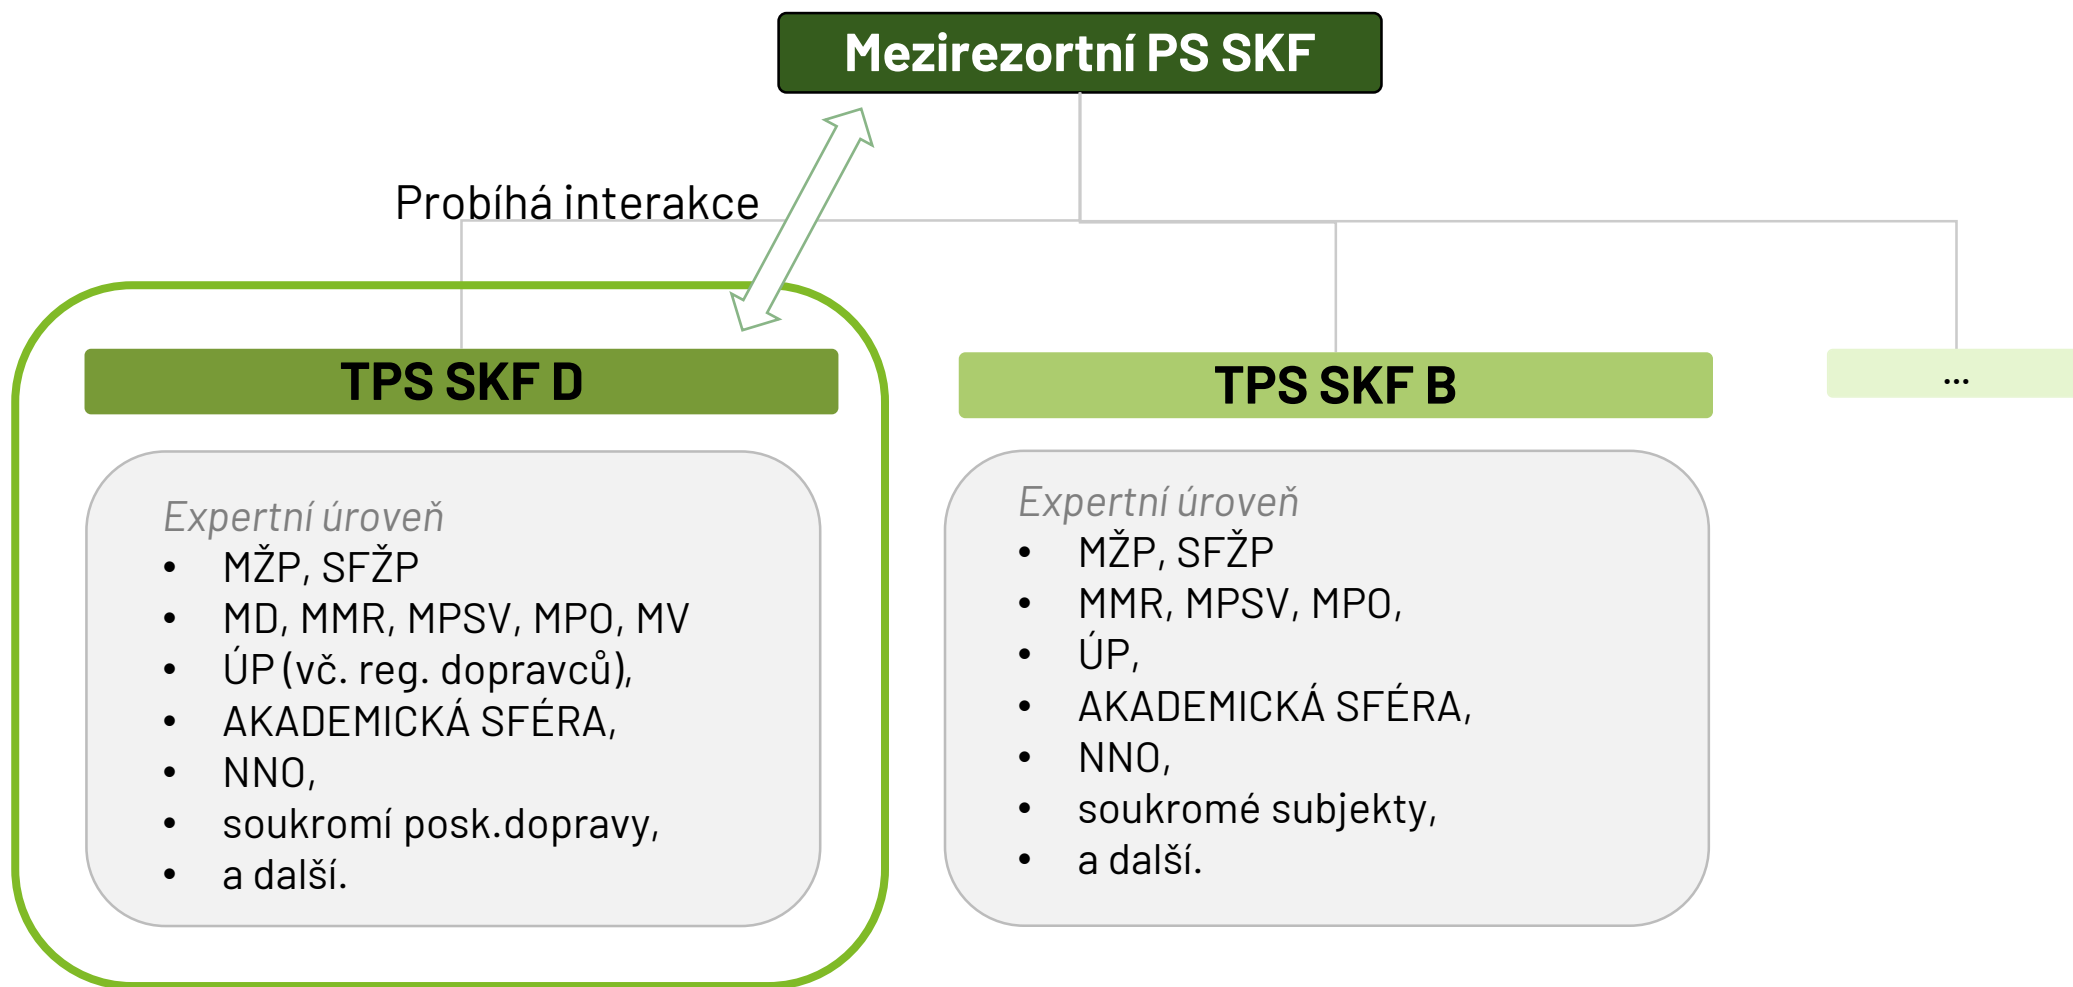 Mezirezortní PS SKF
Probíhá interakce
TPS SKF D
Expertní úroveň
• MŽP, SFŽP
• MD, MMR, MPSV, MPO, MV
• ÚP (vč. reg. dopravců),
• AKADEMICKÁ SFÉRA,
• NNO,
• soukromí posk.dopravy,
• a další.
TPS SKF B
Expertní úroveň
• MŽP, SFŽP
• MMR, MPSV, MPO,
• ÚP,
• AKADEMICKÁ SFÉRA,
• NNO,
• soukromé subjekty,
• a další.
...